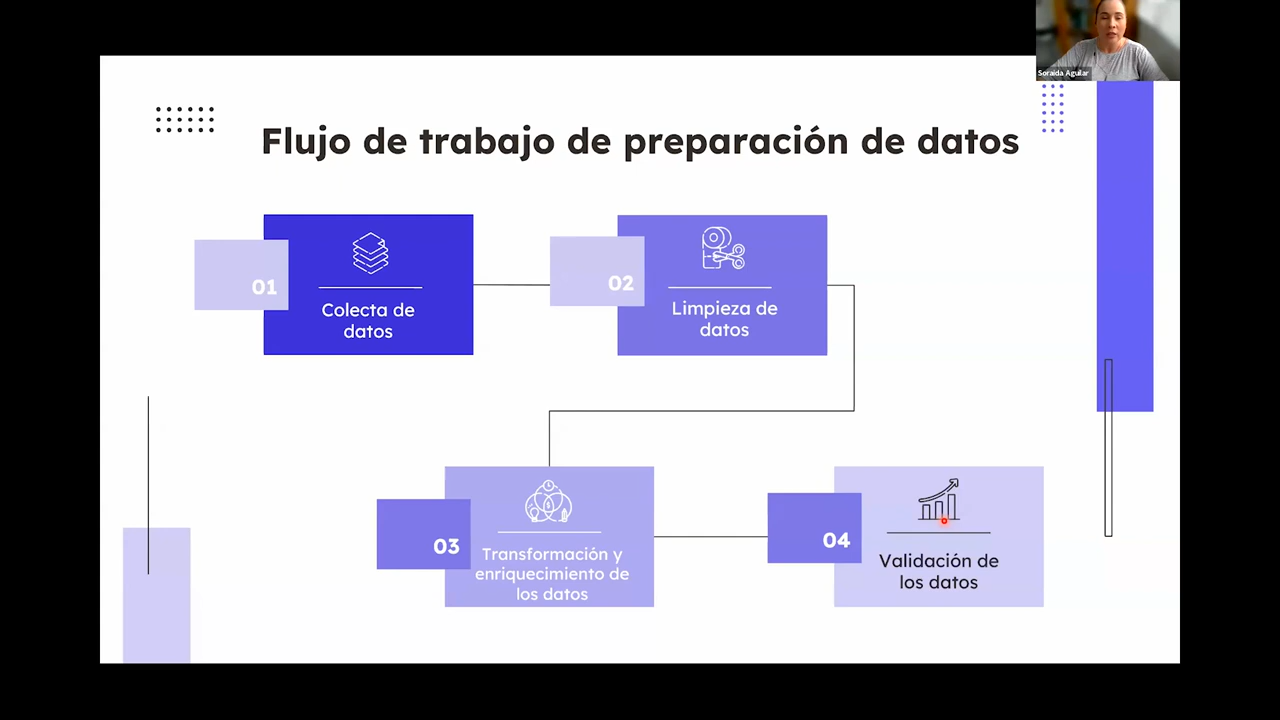 Soraida Aguilar
Flujo de trabajo de preparación de datos
01
Colecta de
datos
02
Limpieza de
datos
03
Transformación y
enriquecimiento de
los datos
04
Validación de
los datos